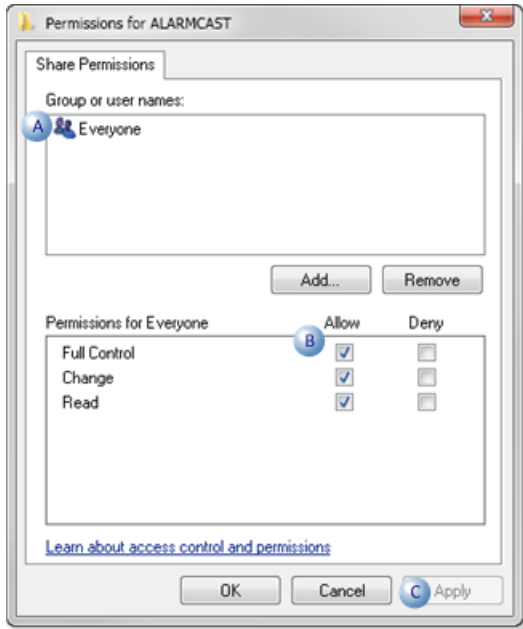 Permissions for ALARMCAST
Share Permissions
Group or user names:
A Everyone
Add... Remove
Permissions for Everyone Allow Deny
B
Full Control
Change
Read
Learn about access control and permissions
OK Cancel C Apply